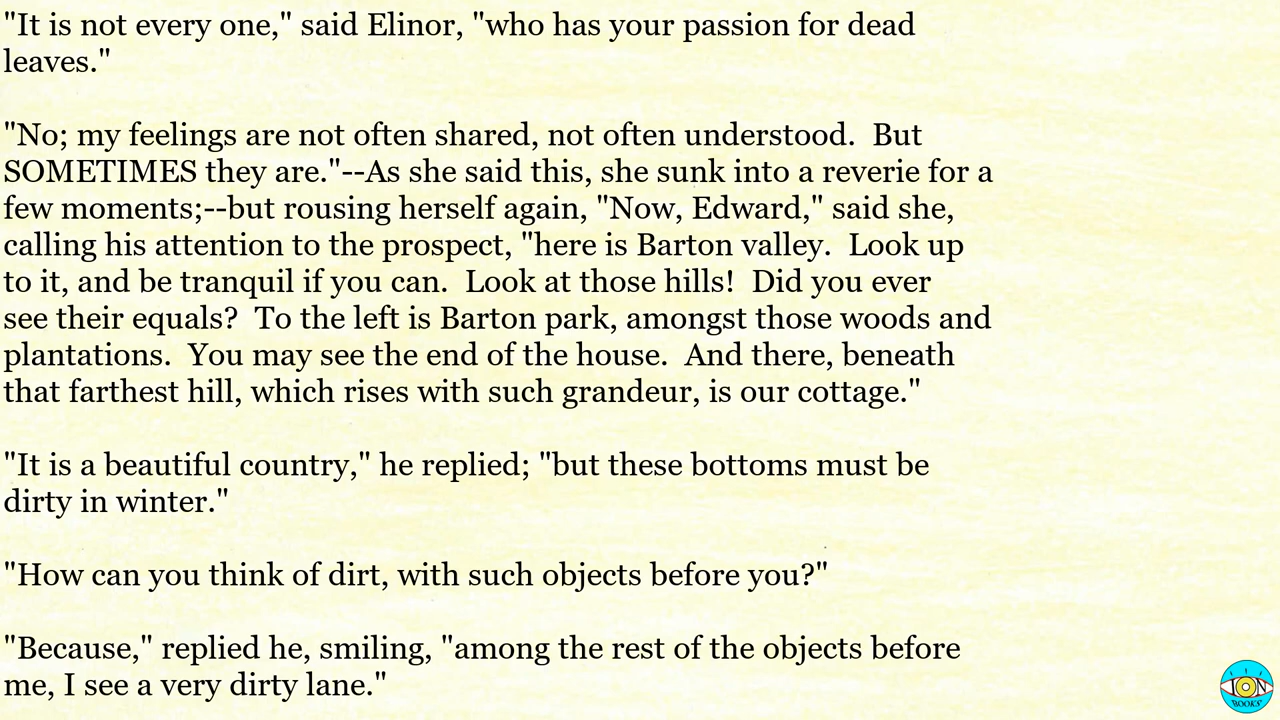 "It is not every one," said Elinor, "who has your passion for dead
leaves."
"No; my feelings are not often shared, not often understood.  But
SOMETIMES they are."--As she said this, she sunk into a reverie for a
few moments;--but rousing herself again, "Now, Edward," said she,
calling his attention to the prospect, "here is Barton valley.  Look up
to it, and be tranquil if you can.  Look at those hills!  Did you ever
see their equals?  To the left is Barton park, amongst those woods and
plantations.  You may see the end of the house.  And there, beneath
that farthest hill, which rises with such grandeur, is our cottage."
"It is a beautiful country," he replied; "but these bottoms must be
dirty in winter."
"How can you think of dirt, with such objects before you?"
"Because," replied he, smiling, "among the rest of the objects before
me, I see a very dirty lane."
ION
BOOKS